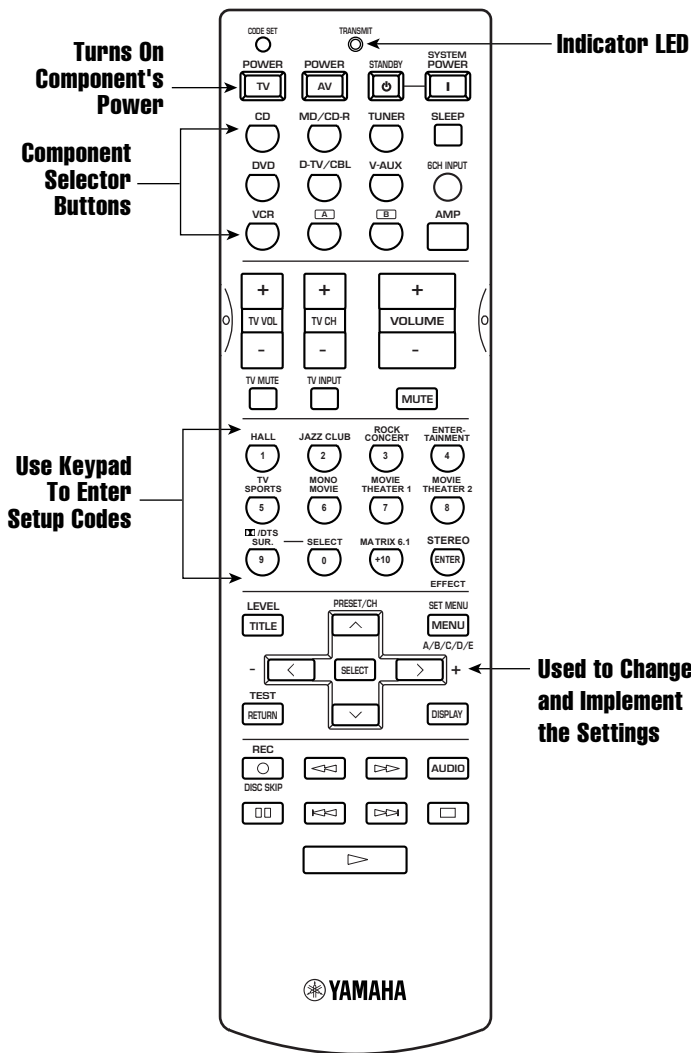 CODE SET TRANSMIT
Indicator LED
Turns On
Component's
Power
POWER POWER STANDBY SYSTEM
POWER
TV AV I
Component
Selector
Buttons
CD MD/CD-R TUNER SLEEP
DVD D-TV/CBL V-AUX 6CH INPUT
VCR A B AMP
+ + +
TV VOL TV CH VOLUME
- - -
TV MUTE TV INPUT
MUTE
Use Keypad
To Enter
Setup Codes
HALL JAZZ CLUB ROCK
CONCERT ENTER-
TAINMENT
1 2 3 4
TV
SPORTS MONO
MOVIE MOVIE
THEATER 1 MOVIE
THEATER 2
5 6 7 8
/DTS
SUR. SELECT MATRIX 6.1 STEREO
9 0 +10 ENTER
EFFECT
LEVEL PRESET/CH SET MENU
TITLE MENU
A/B/C/D/E
- SELECT +
Used to Change
and Implement
the Settings
TEST
RETURN DISPLAY
REC
AUDIO
DISC SKIP
YAMAHA